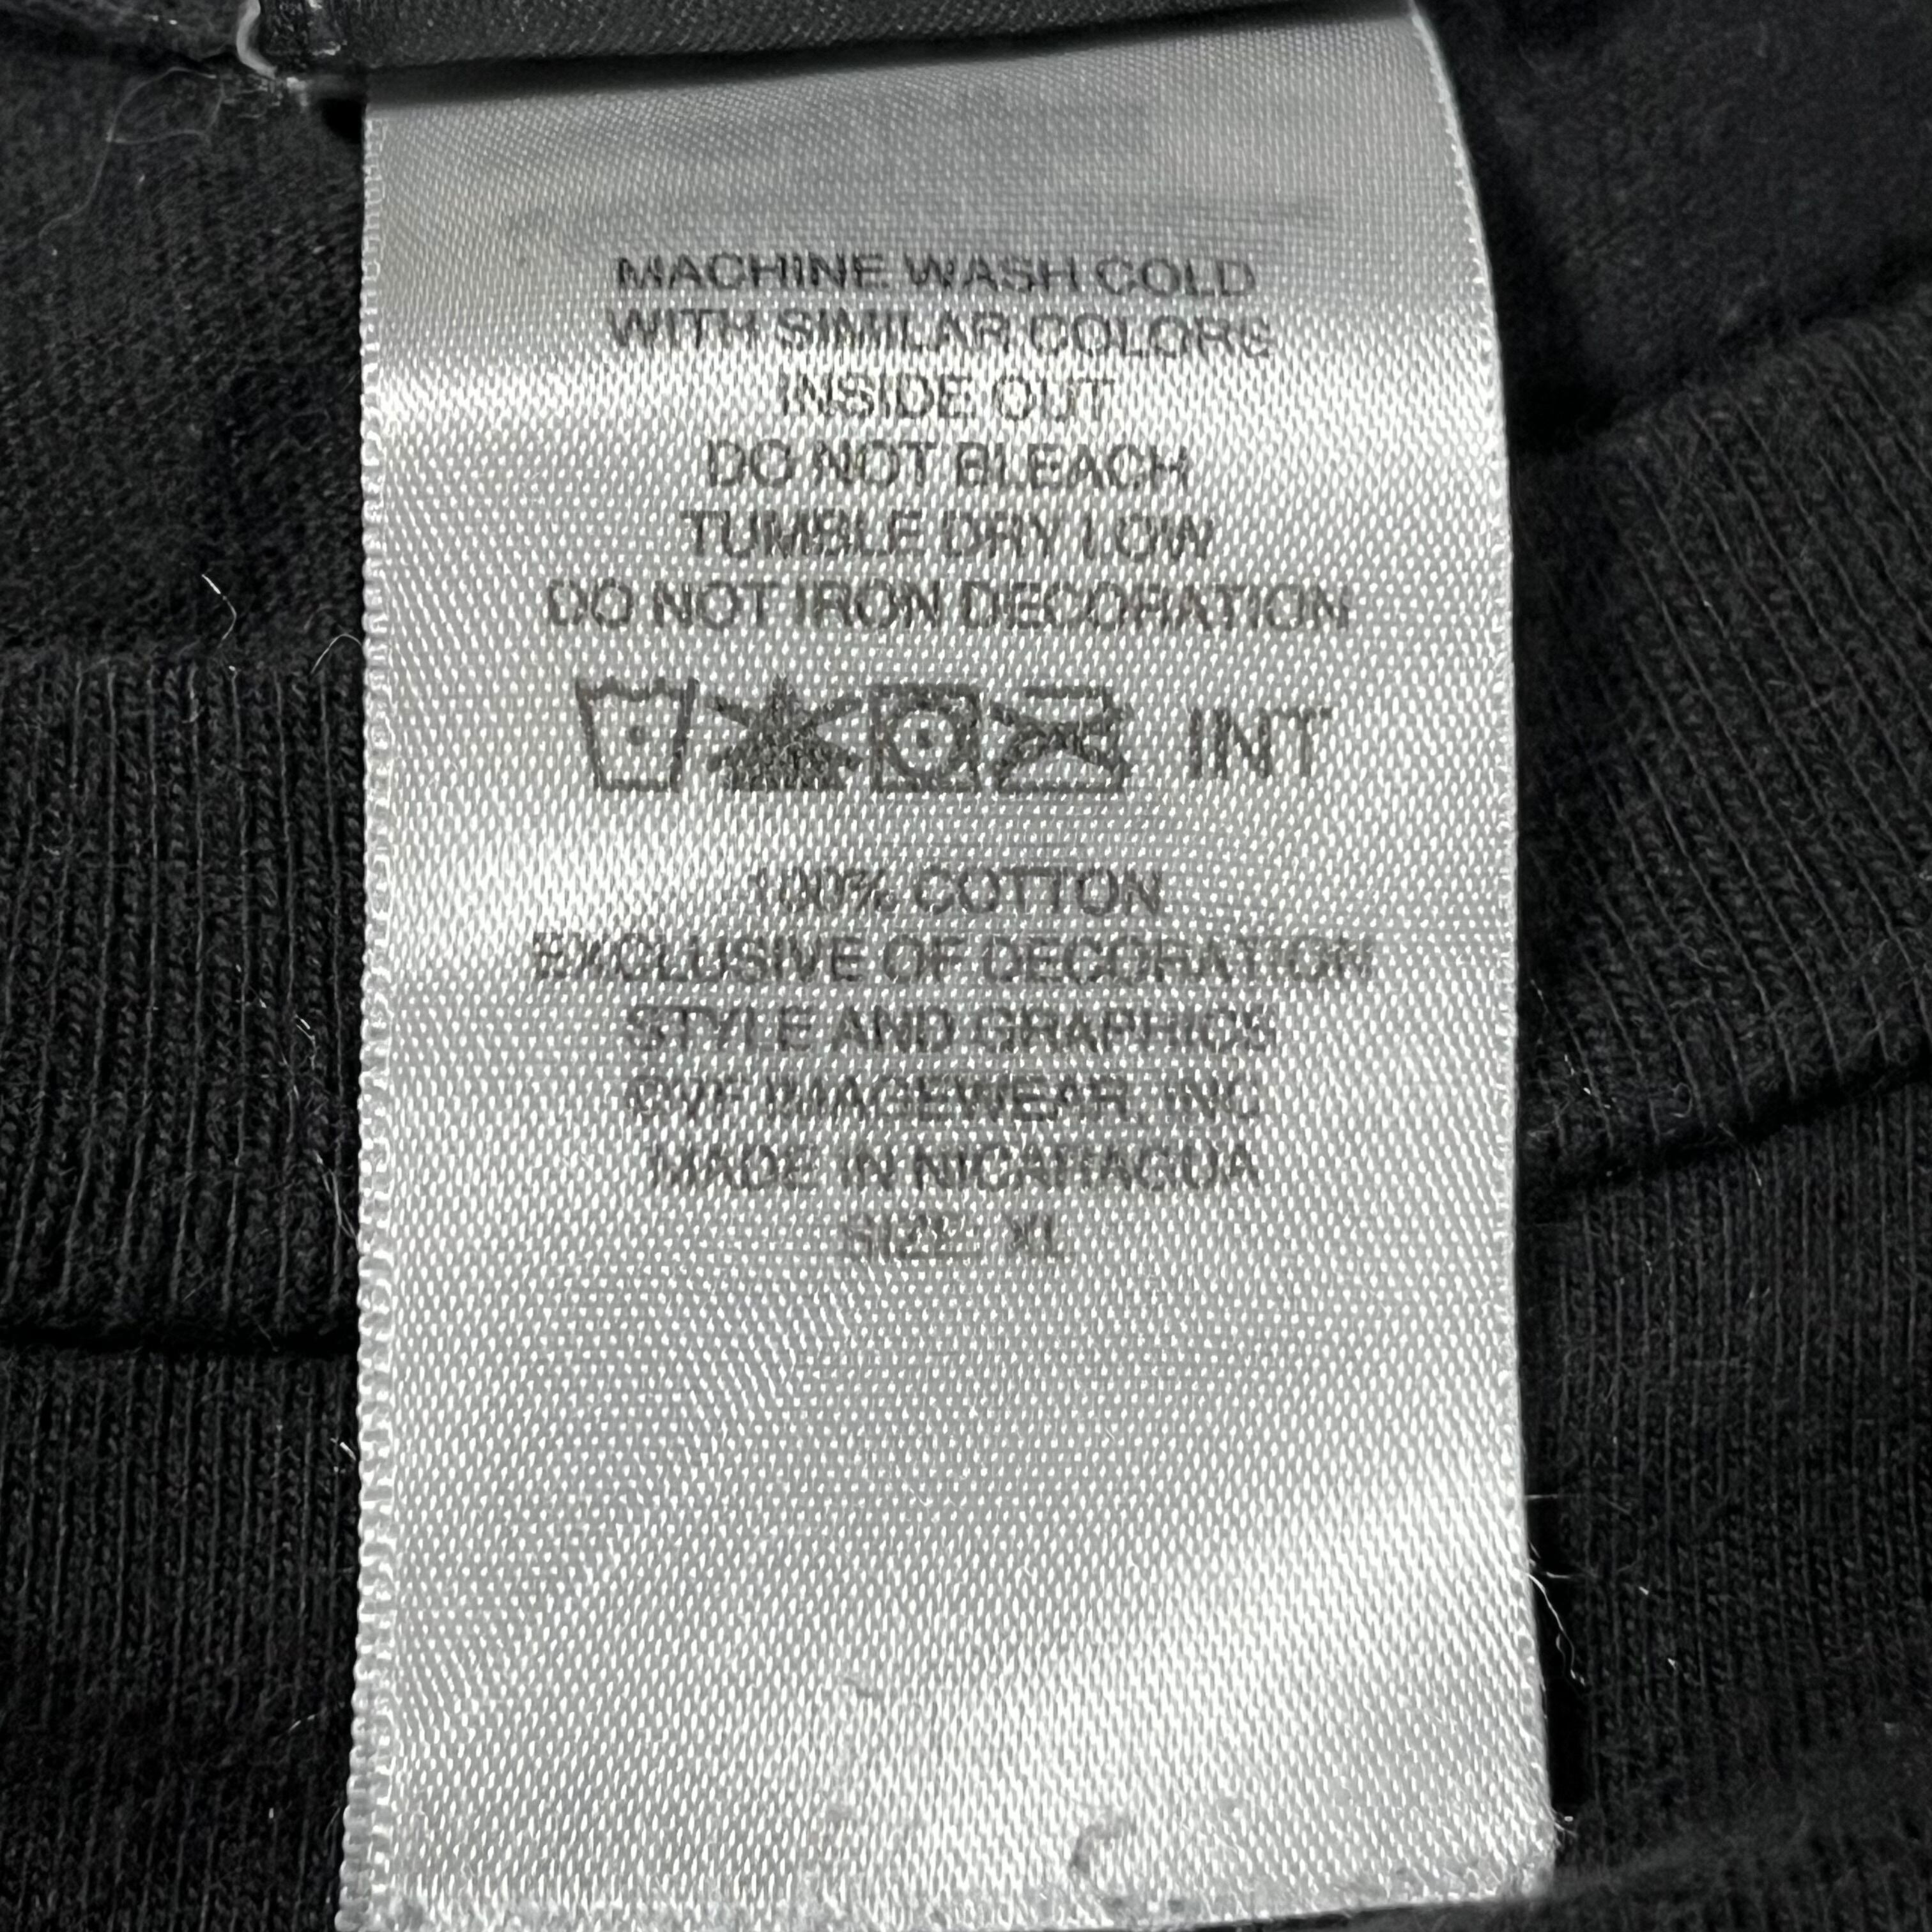 MACHINE WASH COLD
WITH SIMILAR COLORS
INSIDE OUT
DO NOT BLEACH
TUMBLE DRY LOW
DO NOT IRON DECORATION
INT
100% COTTON
EXCLUSIVE OF DECORATION
STYLE AND GRAPHICS
©VF IMAGEWEAR, INC
MADE IN NICARAGUA
SIZE: XL